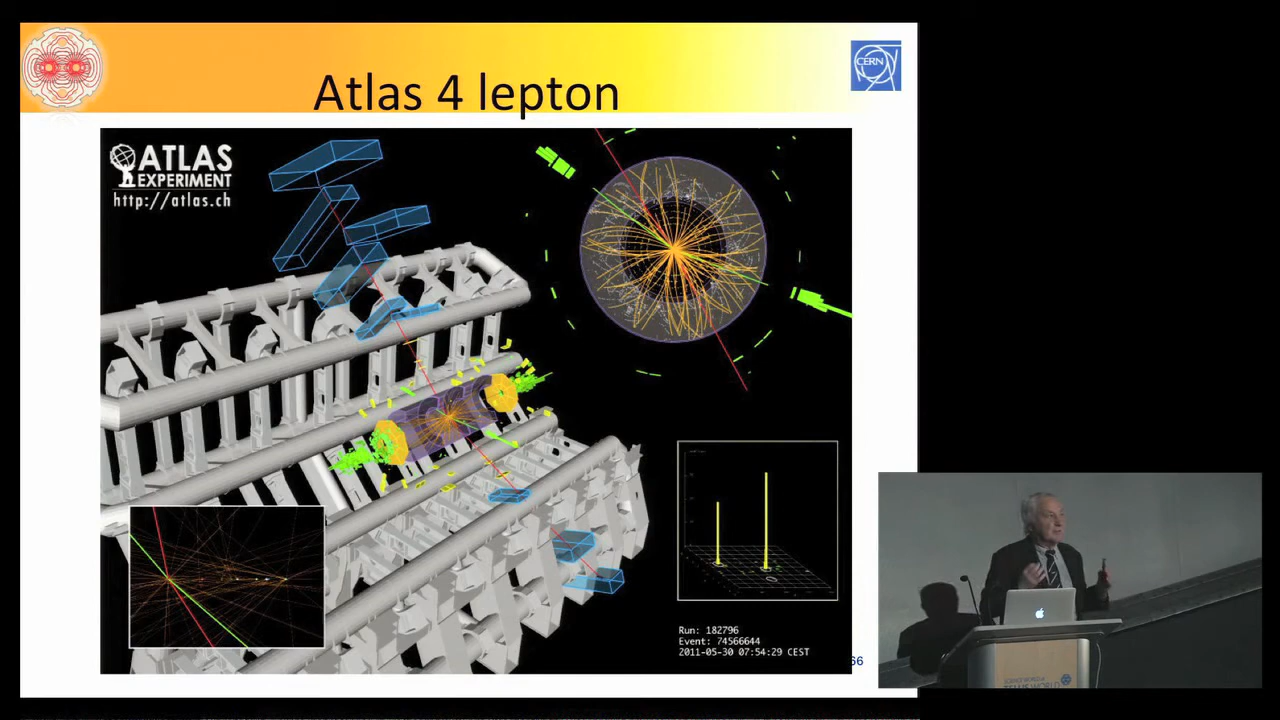 Atlas 4 lepton
CERN
ATLAS
EXPERIMENT
http://atlas.ch
Run: 182796
Event: 74566644
2011-05-30 07:54:29 CEST
66